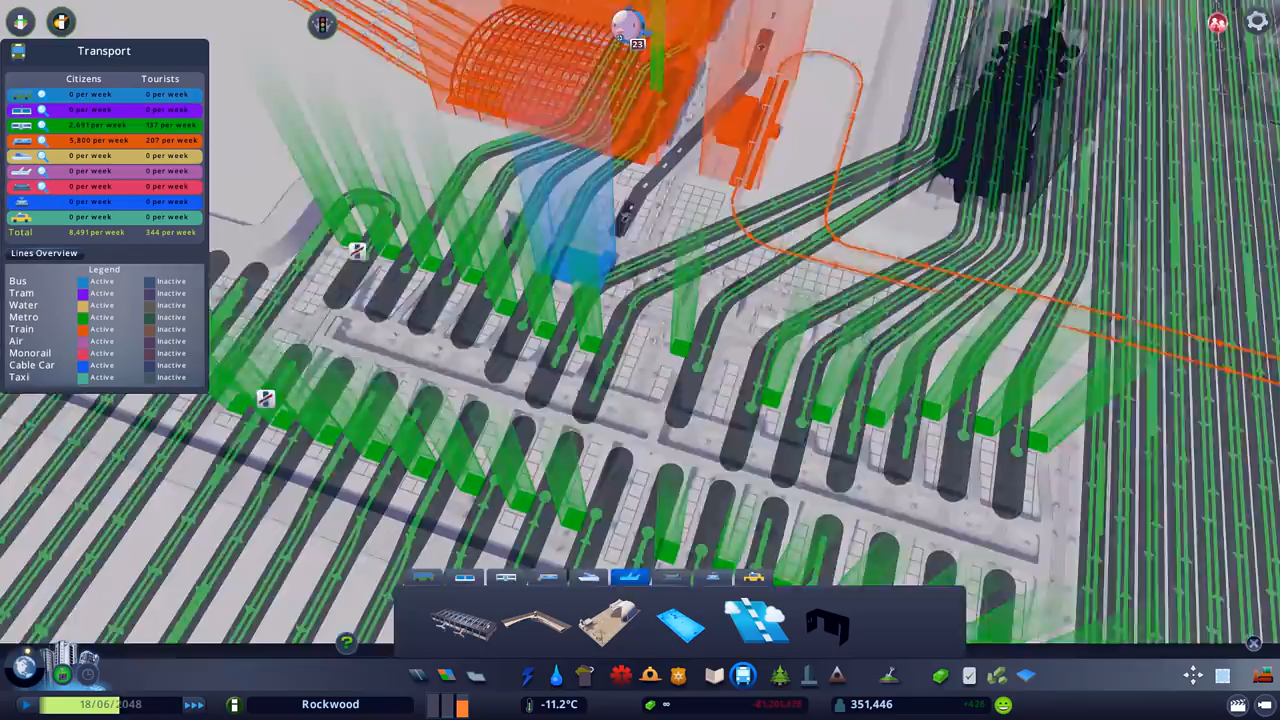 23
Transport
Citizens Tourists
0 per week 0 per week
0 per week 0 per week
2,691 per week 137 per week
5,800 per week 207 per week
0 per week 0 per week
0 per week 0 per week
0 per week 0 per week
0 per week 0 per week
0 per week 0 per week
Total 8,491 per week 344 per week
Lines Overview
Legend
Bus Active Inactive
Tram Active Inactive
Water Active Inactive
Metro Active Inactive
Train Active Inactive
Air Active Inactive
Monorail Active Inactive
Cable Car Active Inactive
Taxi Active Inactive
?
18/06/2048 Rockwood -11.2°C ∞ 351,446 +426